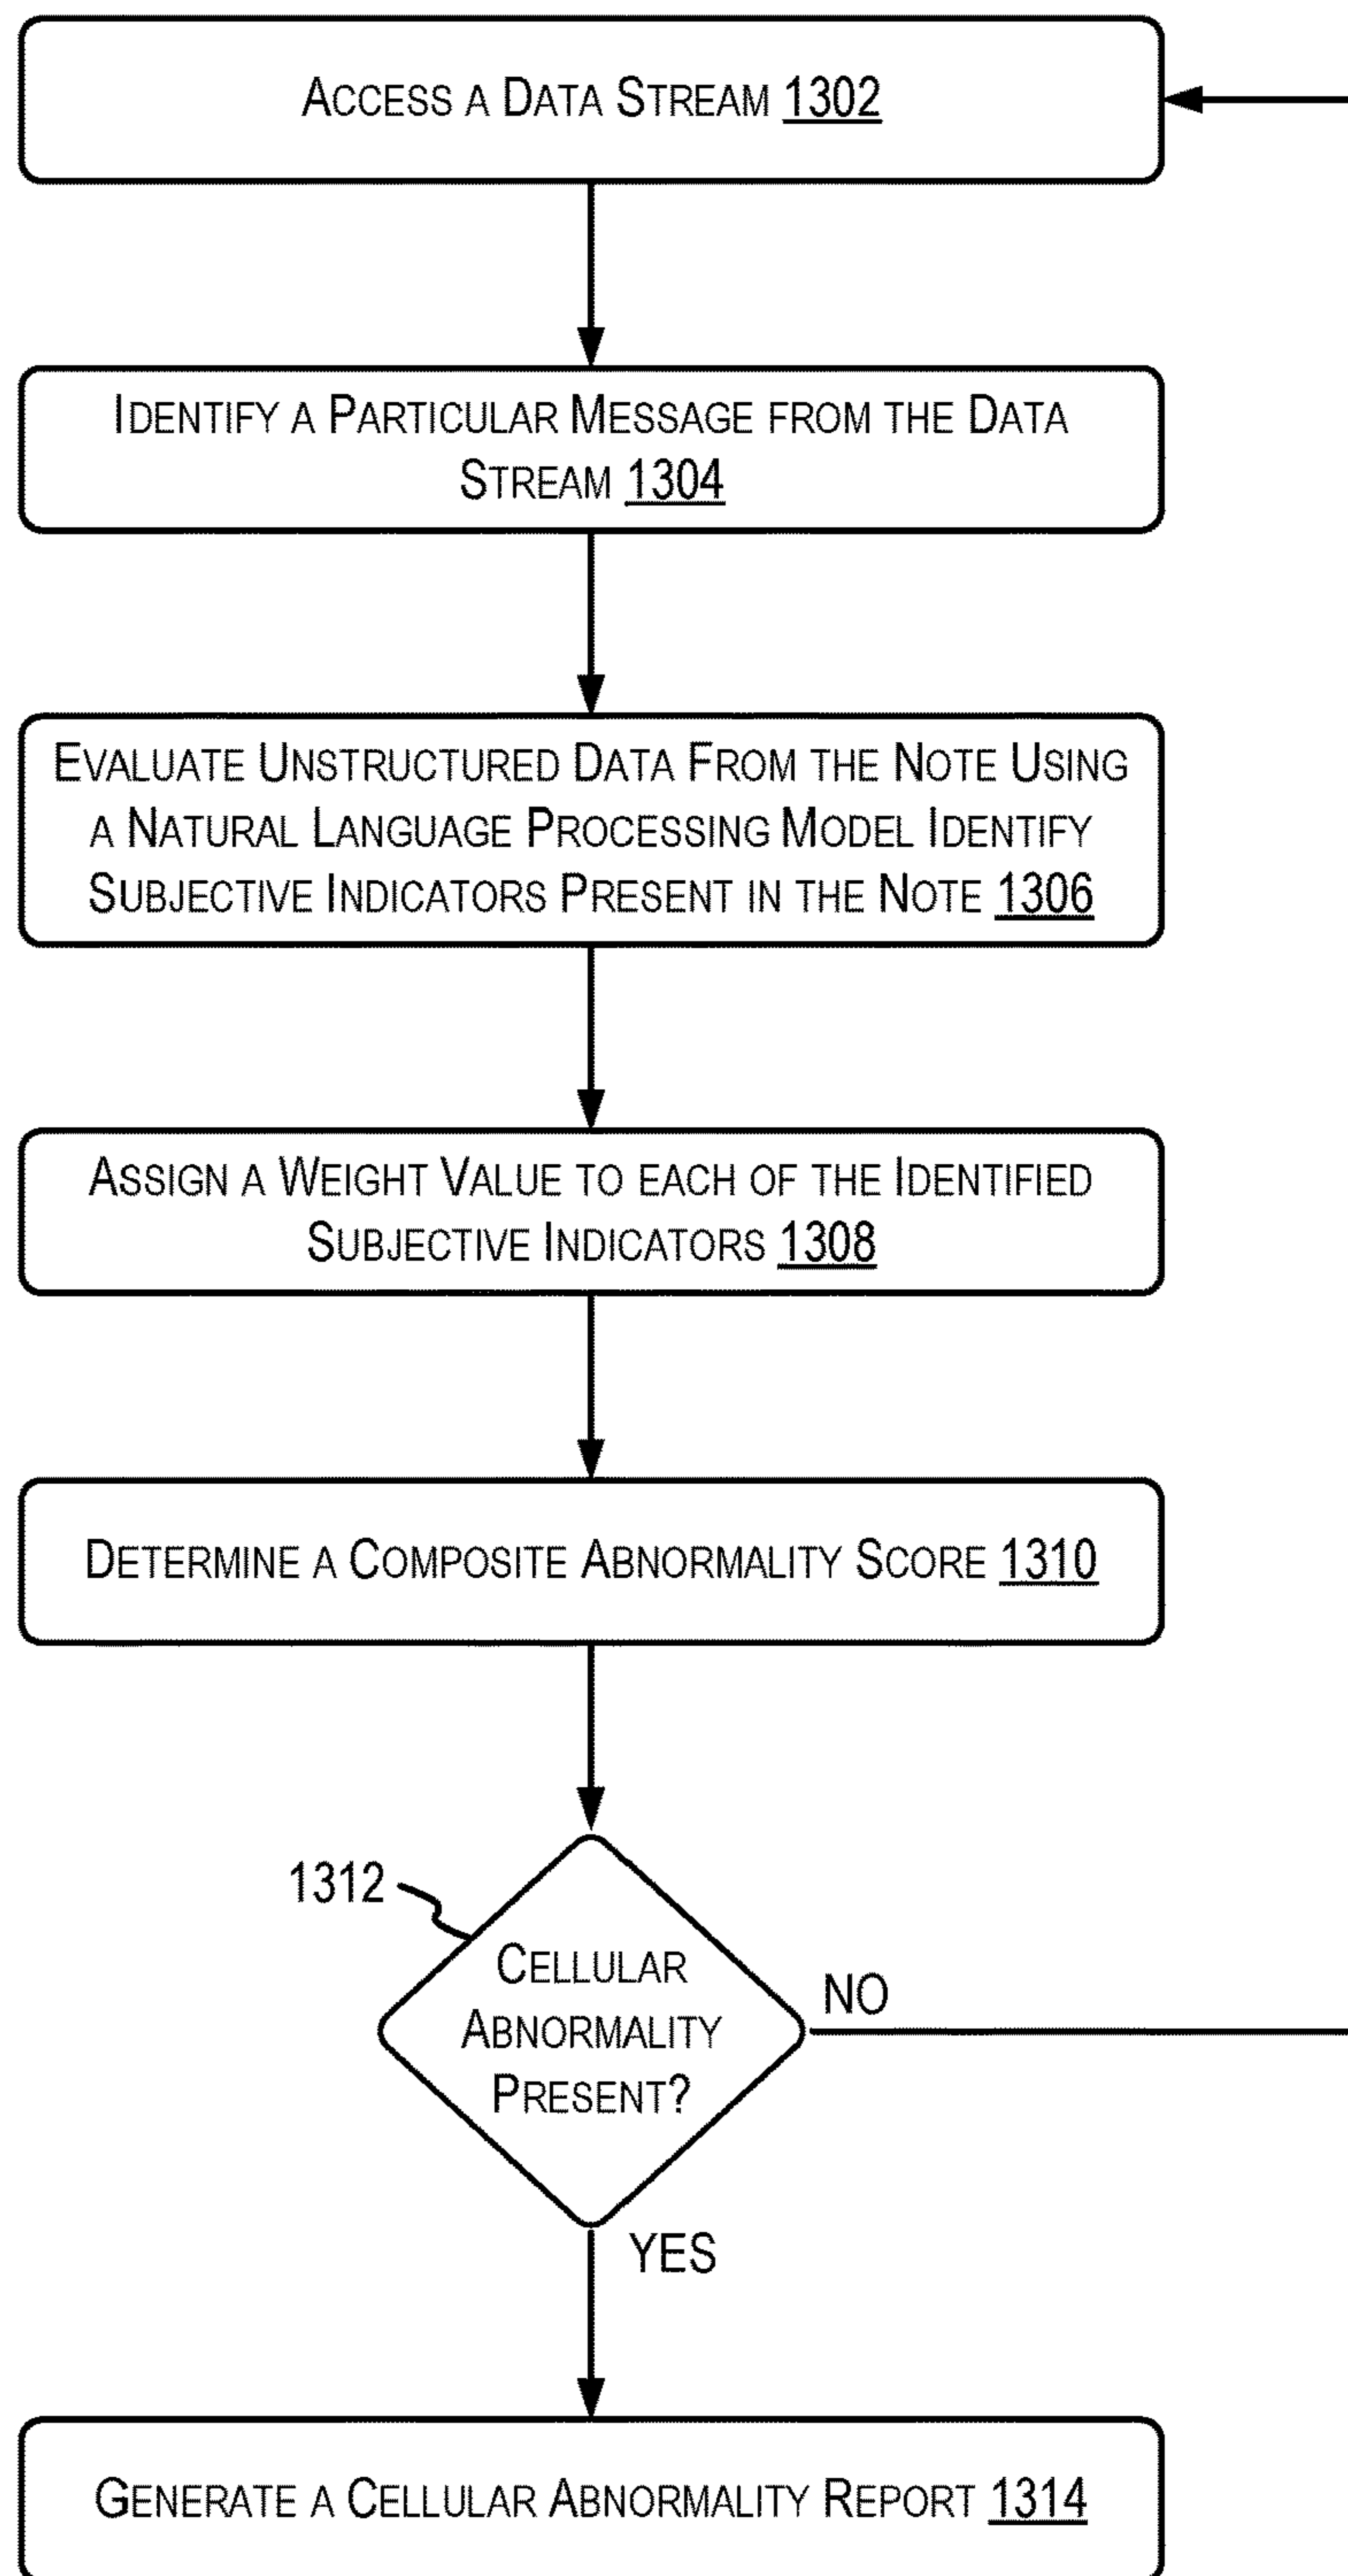 ACCESS A DATA STREAM 1302
IDENTIFY A PARTICULAR MESSAGE FROM THE DATA
STREAM 1304
EVALUATE UNSTRUCTURED DATA FROM THE NOTE USING
A NATURAL LANGUAGE PROCESSING MODEL IDENTIFY
SUBJECTIVE INDICATORS PRESENT IN THE NOTE 1306
ASSIGN A WEIGHT VALUE TO EACH OF THE IDENTIFIED
SUBJECTIVE INDICATORS 1308
DETERMINE A COMPOSITE ABNORMALITY SCORE 1310
1312
CELLULAR
ABNORMALITY
PRESENT?
NO
YES
GENERATE A CELLULAR ABNORMALITY REPORT 1314